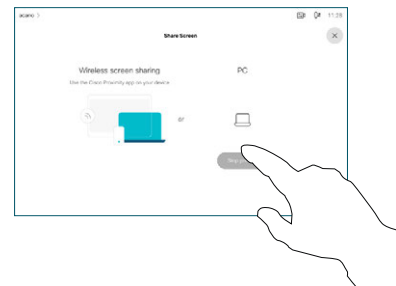 11:28
Share Screen
Wireless screen sharing
Use the Cisco Proximity app on your device
PC
or